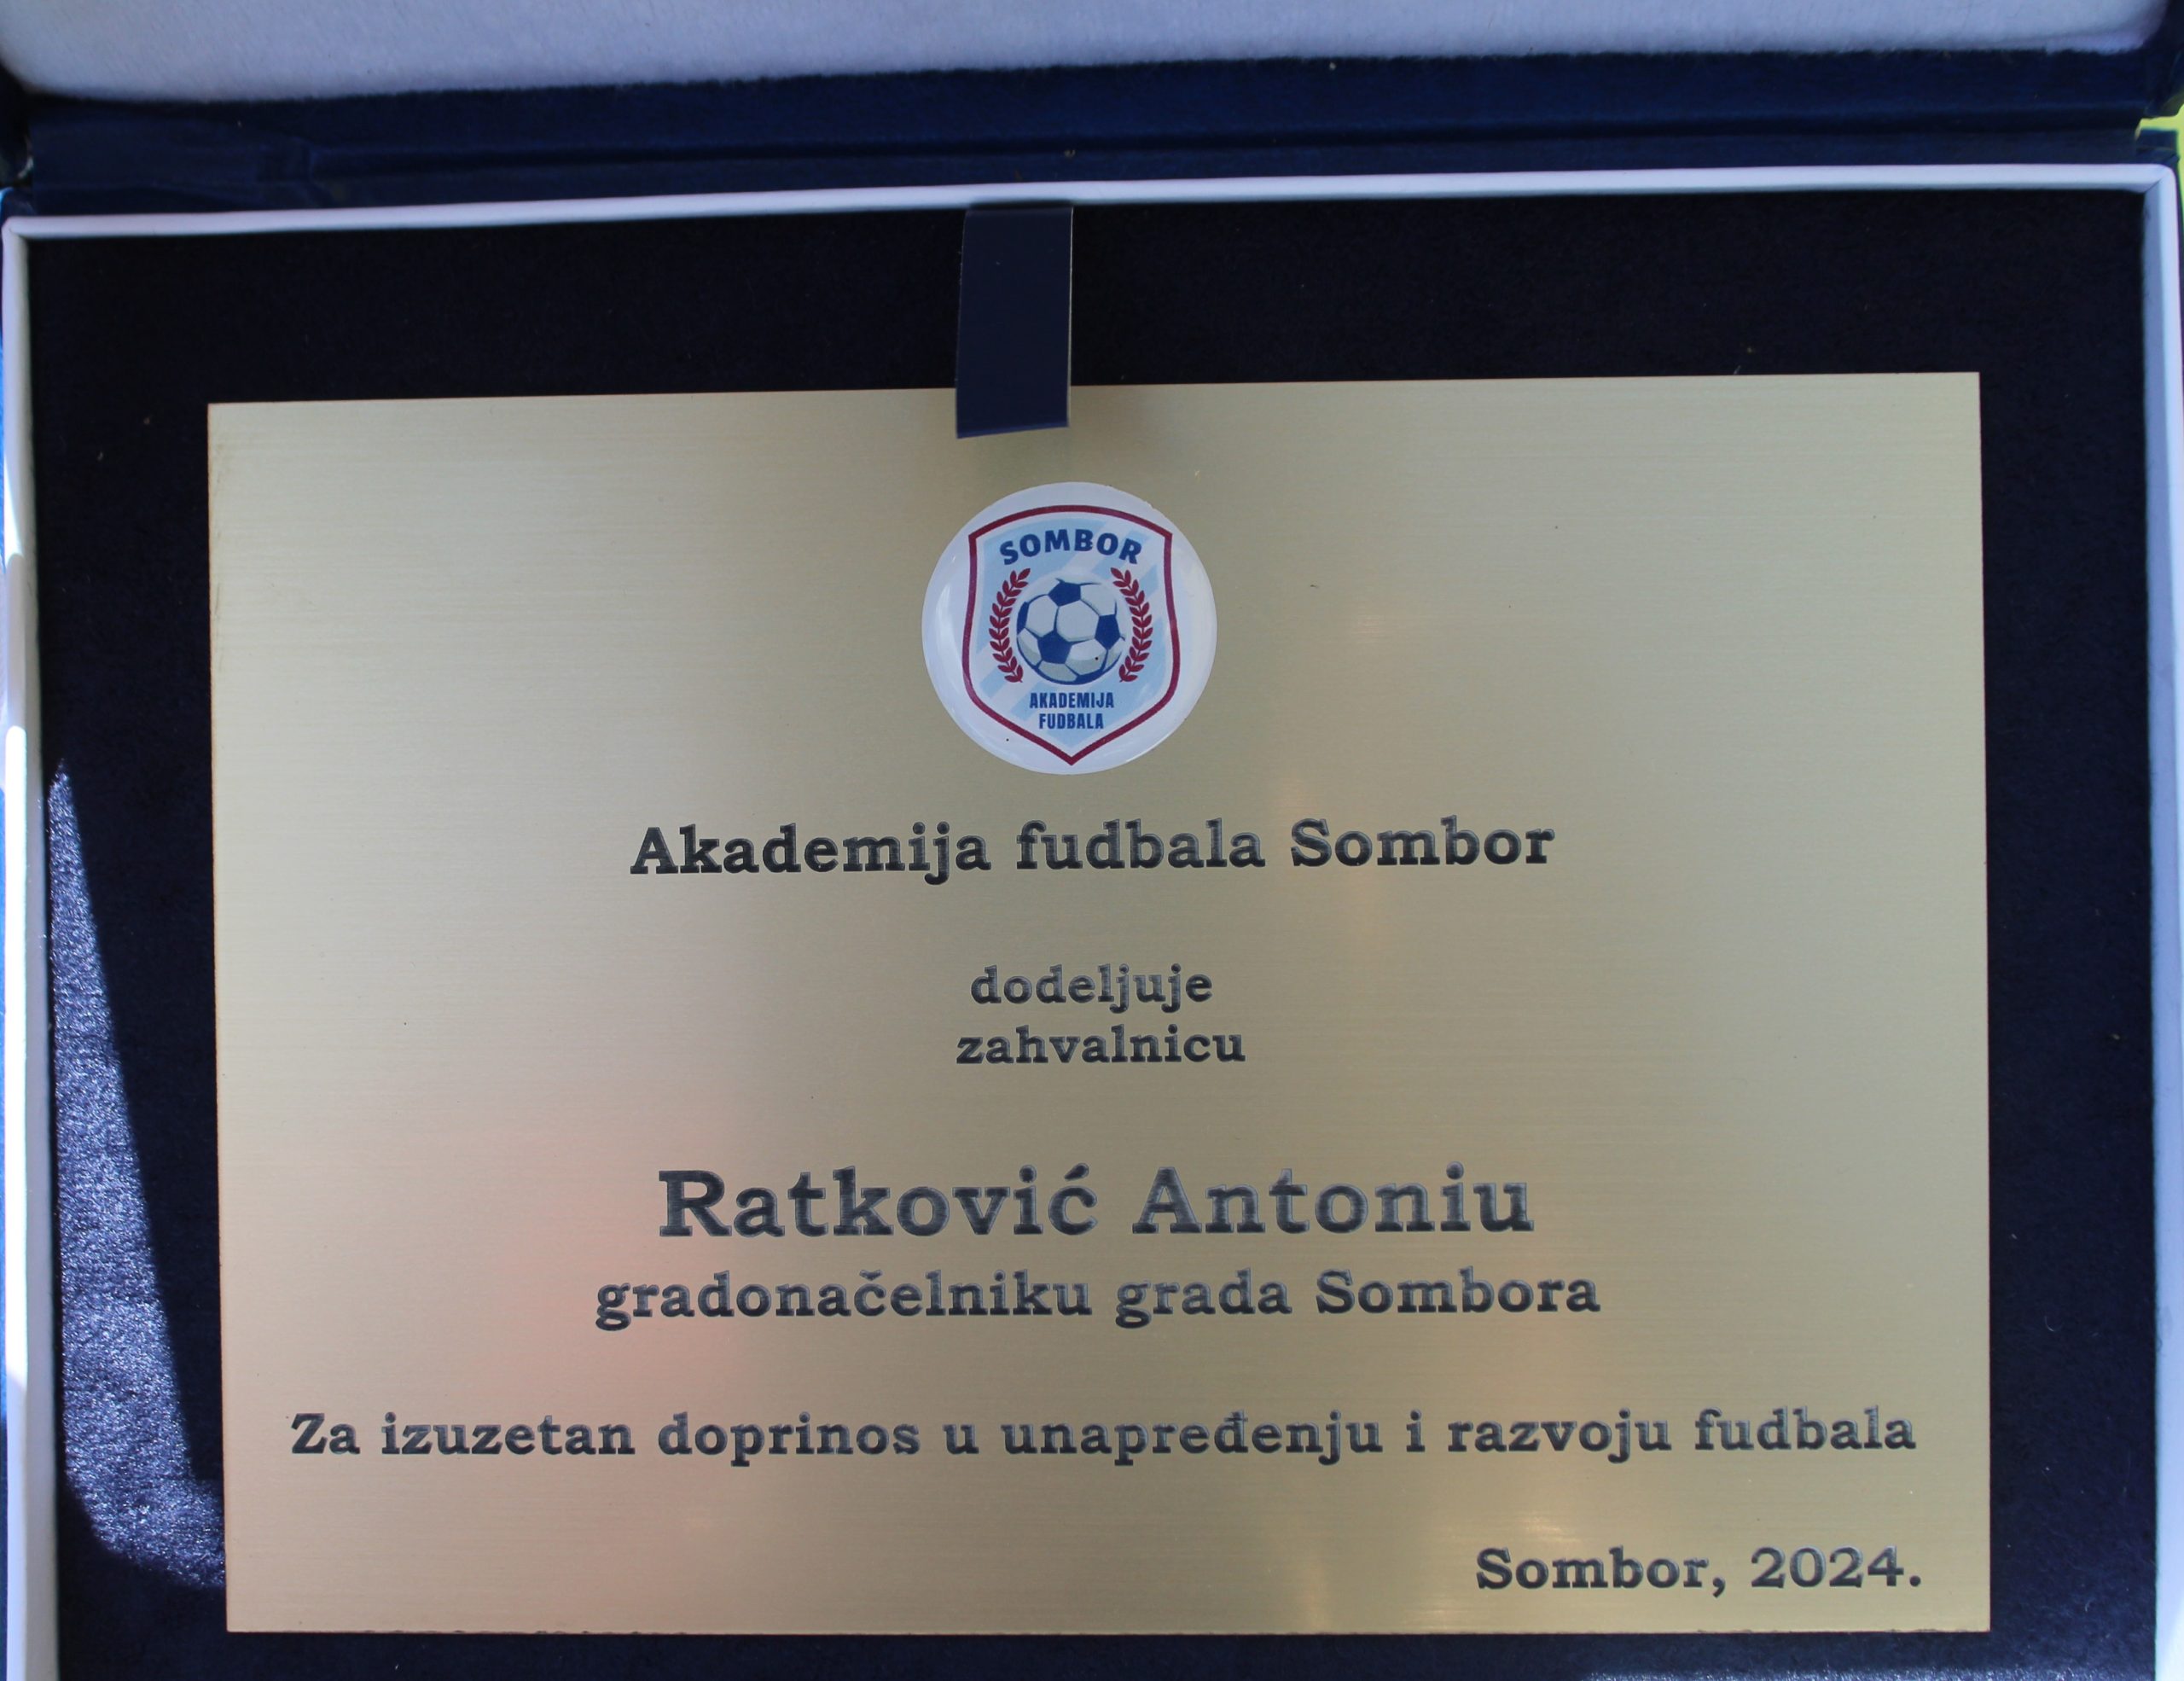 SOMBOR
AKADEMIJA
FUDBALA
Akademija fudbala Sombor
dodeljuje
zahvalnicu
Ratković Antoniu
gradonačelniku grada Sombora
Za izuzetan doprinos u unapređenju i razvoju fudbala
Sombor, 2024.